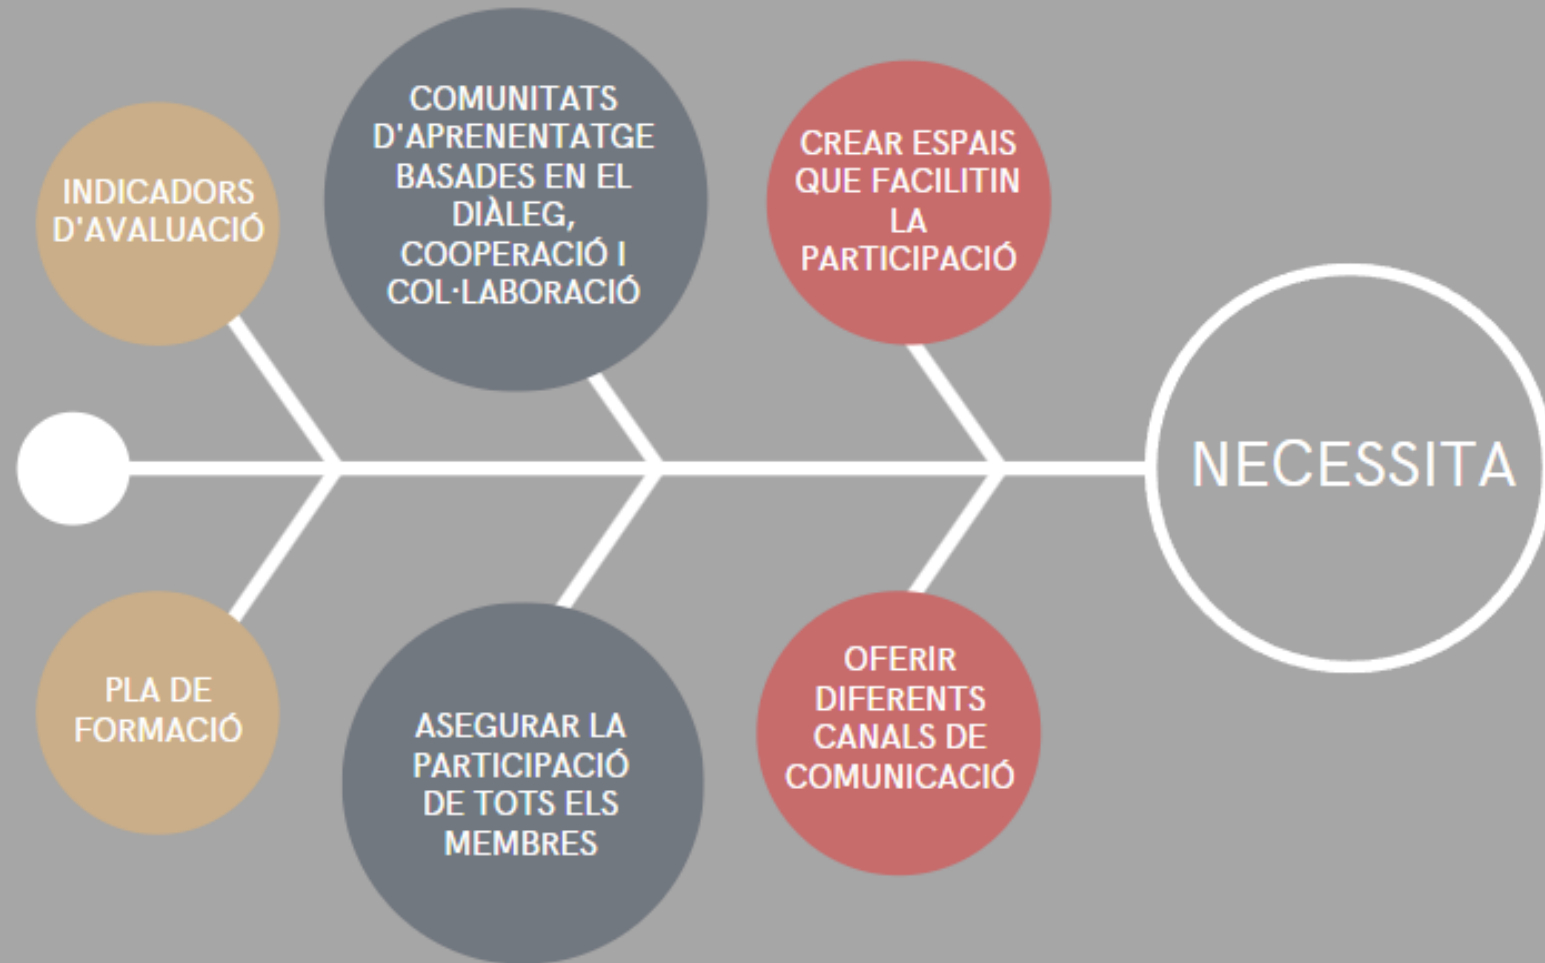 INDICADORS
D'AVALUACIÓ
COMUNITATS
D'APRENENTATGE
BASADES EN EL
DIÀLEG,
COOPERACIÓ I
COL·LABORACIÓ
CREAR ESPAIS
QUE FACILITIN
LA
PARTICIPACIÓ
NECESSITA
PLA DE
FORMACIÓ
ASEGURAR LA
PARTICIPACIÓ
DE TOTS ELS
MEMBRES
OFERIR
DIFERENTS
CANALS DE
COMUNICACIÓ